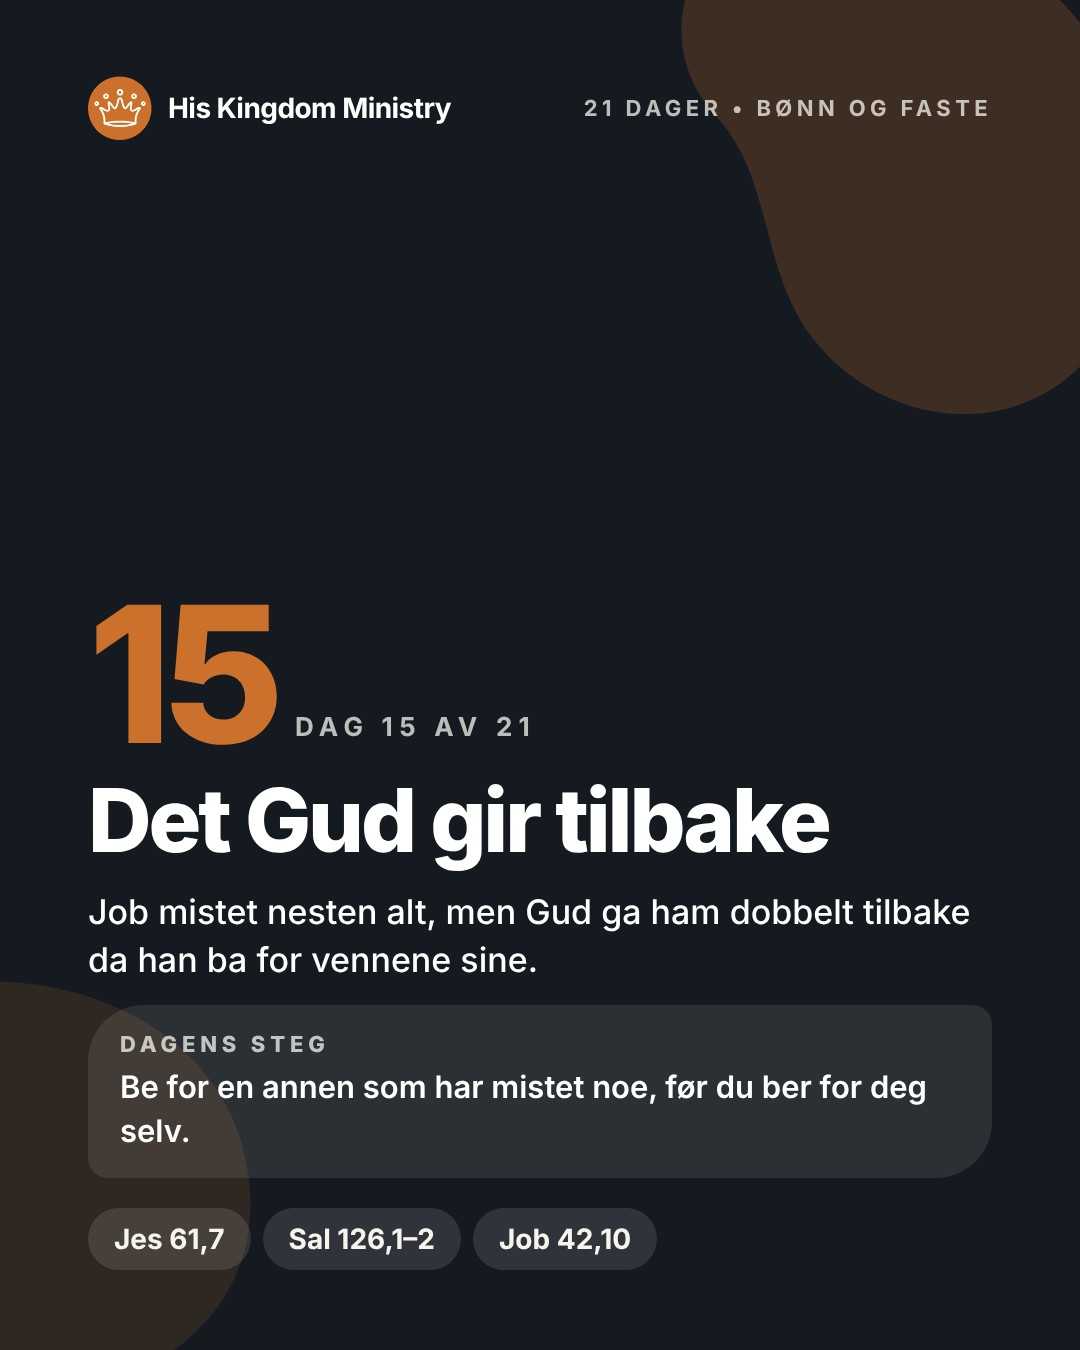 His Kingdom Ministry
21 DAGER • BØNN OG FASTE
15
DAG 15 AV 21
Det Gud gir tilbake
Job mistet nesten alt, men Gud ga ham dobbelt tilbake
da han ba for vennene sine.
DAGENS STEG
Be for en annen som har mistet noe, før du ber for deg
selv.
Jes 61,7
Sal 126,1–2
Job 42,10